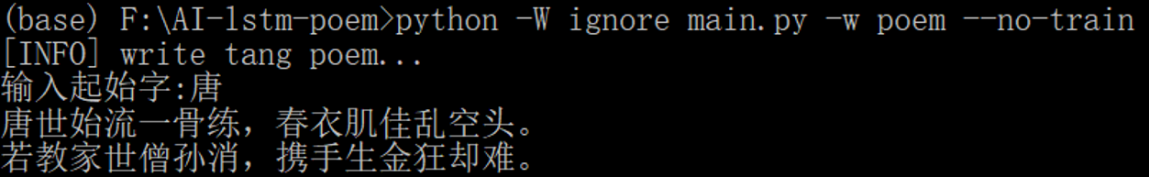 (base) F:\AI-lstm-poem>python -W ignore main.py -w poem --no-train
[INFO] write tang poem...
输入起始字:唐
唐世始流一骨练，春衣肌佳乱空头。
若教家世僧孙消，携手生金狂却难。